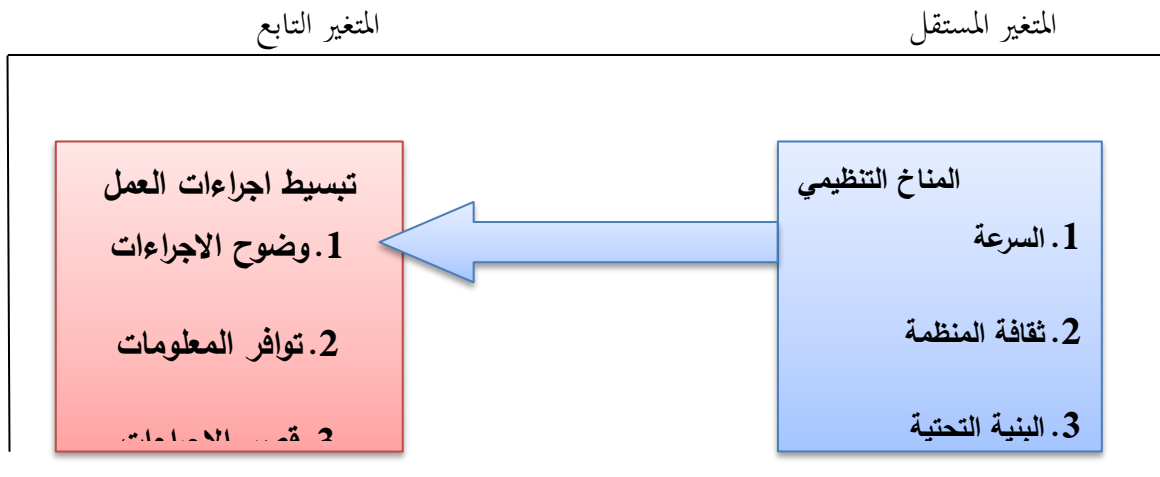 المتغير المستقل
المتغير التابع
المناخ التنظيمي
1. السرعة
2. ثقافة المنظمة
3. البنية التحتية
تبسيط اجراءات العمل
1. وضوح الاجراءات
2. توافر المعلومات